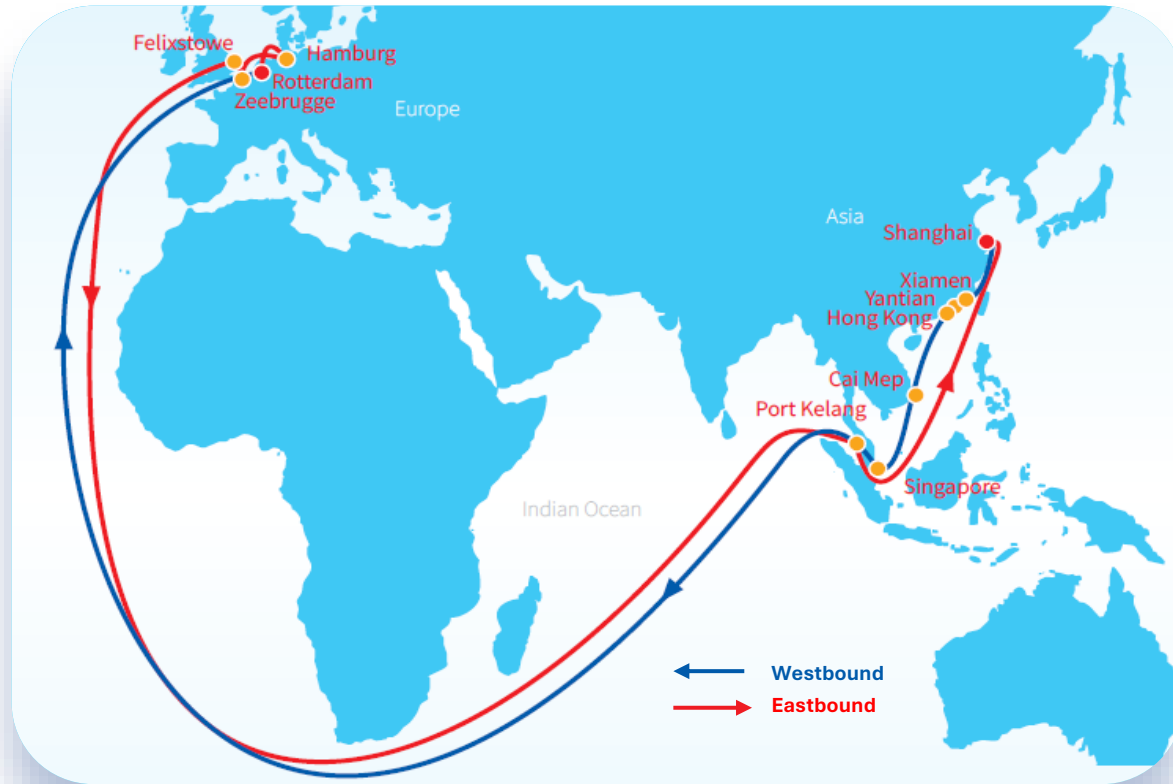 Felixstowe
Hamburg
Rotterdam
Zeebrugge
Europe
Asia
Shanghai
Xiamen
Yantian
Hong Kong
Cai Mep
Port Kelang
Singapore
Indian Ocean
Westbound
Eastbound